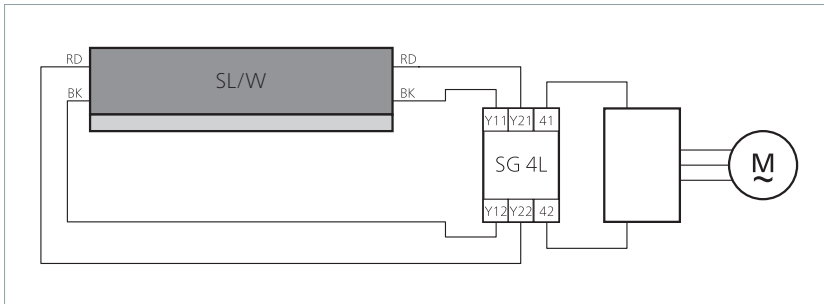 RD RD
SL/W
BK BK
Y11 Y21 41
SG 4L
M
~
Y12 Y22 42